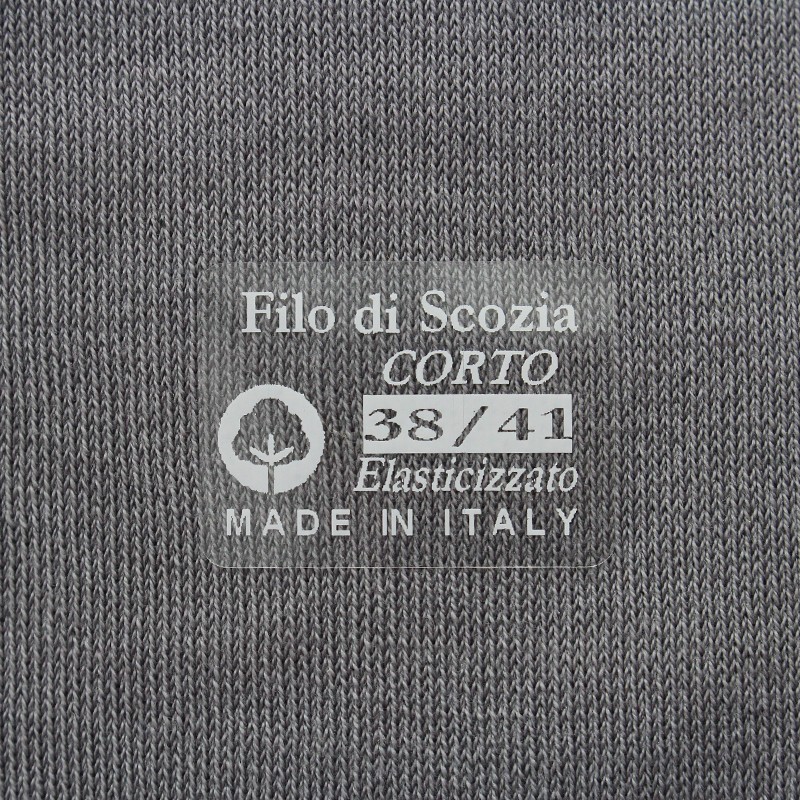 Filo di Scozia
CORTO
38/41
Elasticizzato
MADE IN ITALY